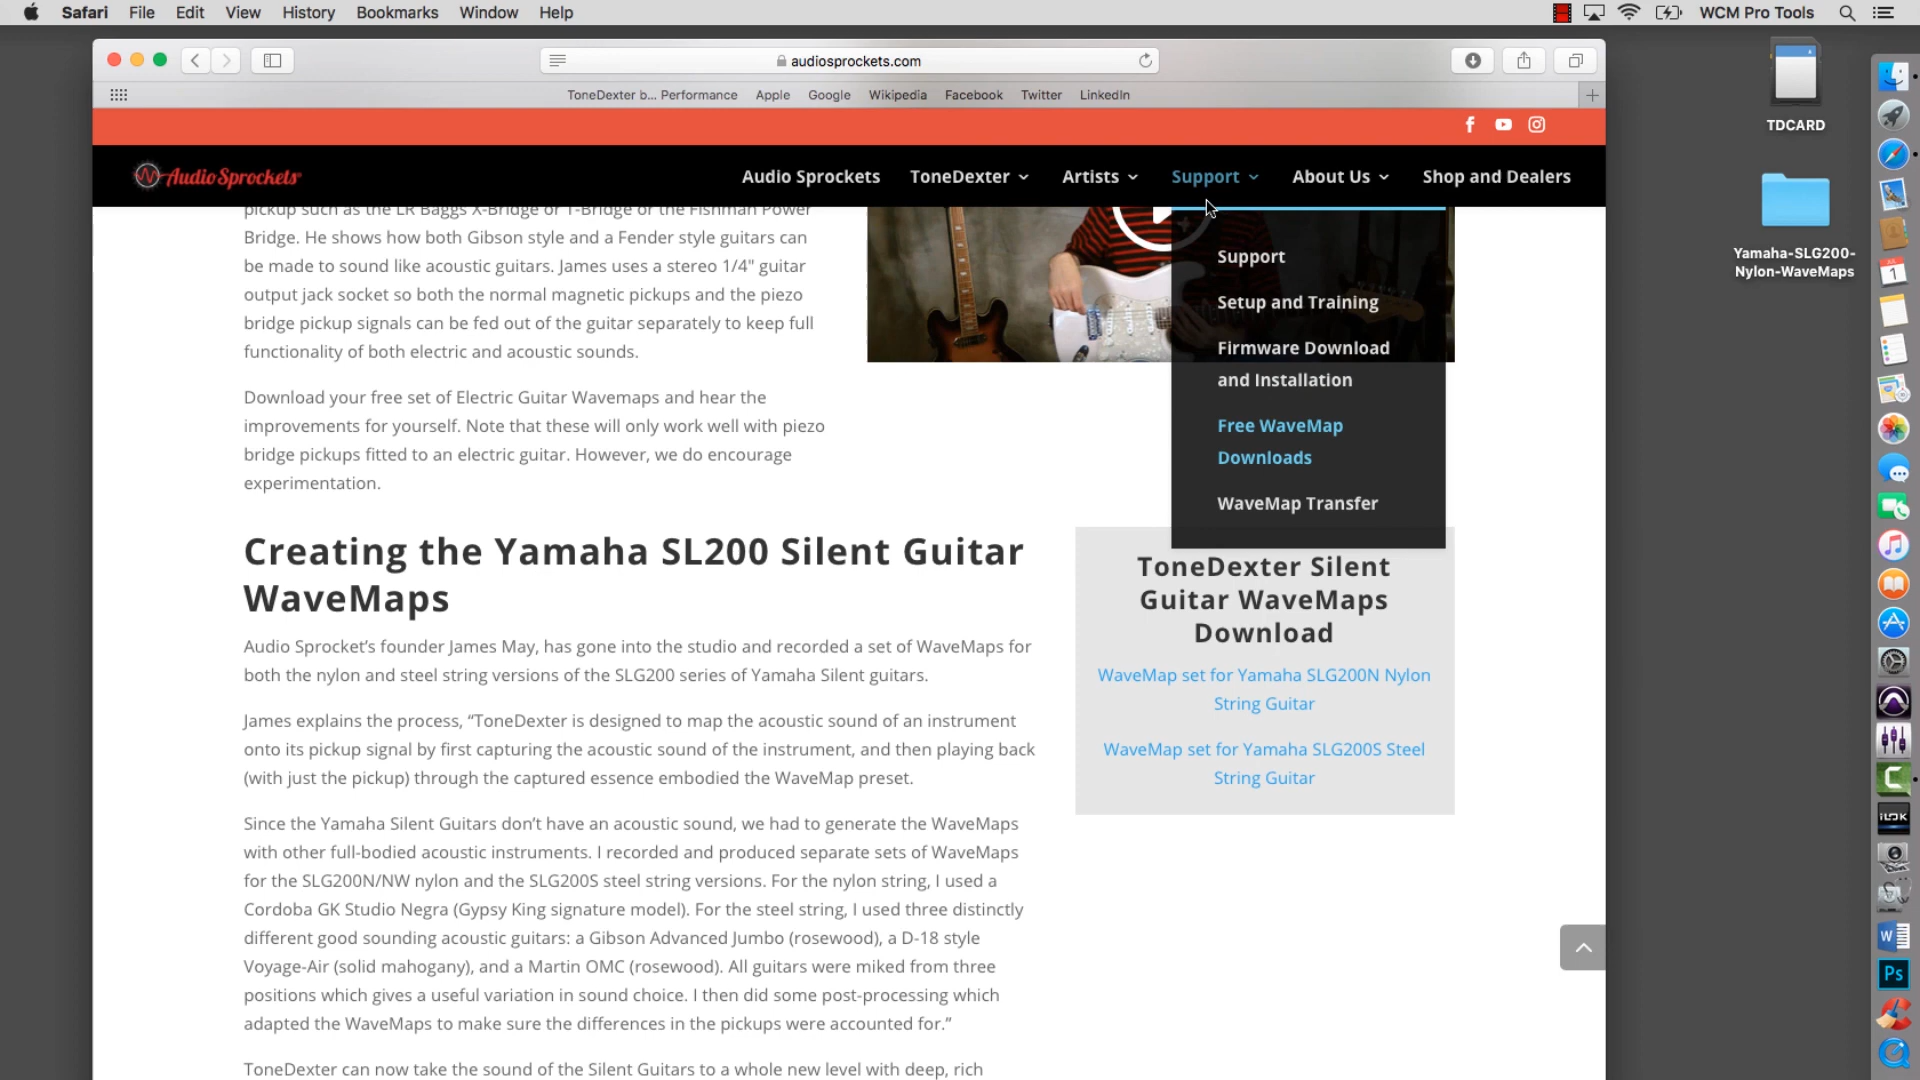 Safari File Edit View History Bookmarks Window Help WCM Pro Tools
audiosprockets.com
TDCARD
ToneDexter b... Performance Apple Google Wikipedia Facebook Twitter LinkedIn
Audio Sprockets
Audio Sprockets ToneDexter Artists Support About Us Shop and Dealers
Yamaha-SLG200-
Nylon-WaveMaps
pickup such as the LR Baggs X-Bridge or T-Bridge or the Fishman Power
Bridge. He shows how both Gibson style and a Fender style guitars can
be made to sound like acoustic guitars. James uses a stereo 1/4" guitar
output jack socket so both the normal magnetic pickups and the piezo
bridge pickup signals can be fed out of the guitar separately to keep full
functionality of both electric and acoustic sounds.
Download your free set of Electric Guitar Wavemaps and hear the
improvements for yourself. Note that these will only work well with piezo
bridge pickups fitted to an electric guitar. However, we do encourage
experimentation.
Support
Setup and Training
Firmware Download
and Installation
Free WaveMap
Downloads
WaveMap Transfer
Creating the Yamaha SL200 Silent Guitar
WaveMaps
Audio Sprocket’s founder James May, has gone into the studio and recorded a set of WaveMaps for
both the nylon and steel string versions of the SLG200 series of Yamaha Silent guitars.
James explains the process, “ToneDexter is designed to map the acoustic sound of an instrument
onto its pickup signal by first capturing the acoustic sound of the instrument, and then playing back
(with just the pickup) through the captured essence embodied the WaveMap preset.
Since the Yamaha Silent Guitars don’t have an acoustic sound, we had to generate the WaveMaps
with other full-bodied acoustic instruments. I recorded and produced separate sets of WaveMaps
for the SLG200N/NW nylon and the SLG200S steel string versions. For the nylon string, I used a
Cordoba GK Studio Negra (Gypsy King signature model). For the steel string, I used three distinctly
different good sounding acoustic guitars: a Gibson Advanced Jumbo (rosewood), a D-18 style
Voyage-Air (solid mahogany), and a Martin OMC (rosewood). All guitars were miked from three
positions which gives a useful variation in sound choice. I then did some post-processing which
adapted the WaveMaps to make sure the differences in the pickups were accounted for.”
ToneDexter can now take the sound of the Silent Guitars to a whole new level with deep, rich
ToneDexter Silent
Guitar WaveMaps
Download
WaveMap set for Yamaha SLG200N Nylon
String Guitar
WaveMap set for Yamaha SLG200S Steel
String Guitar
1
iLOK
W
Ps